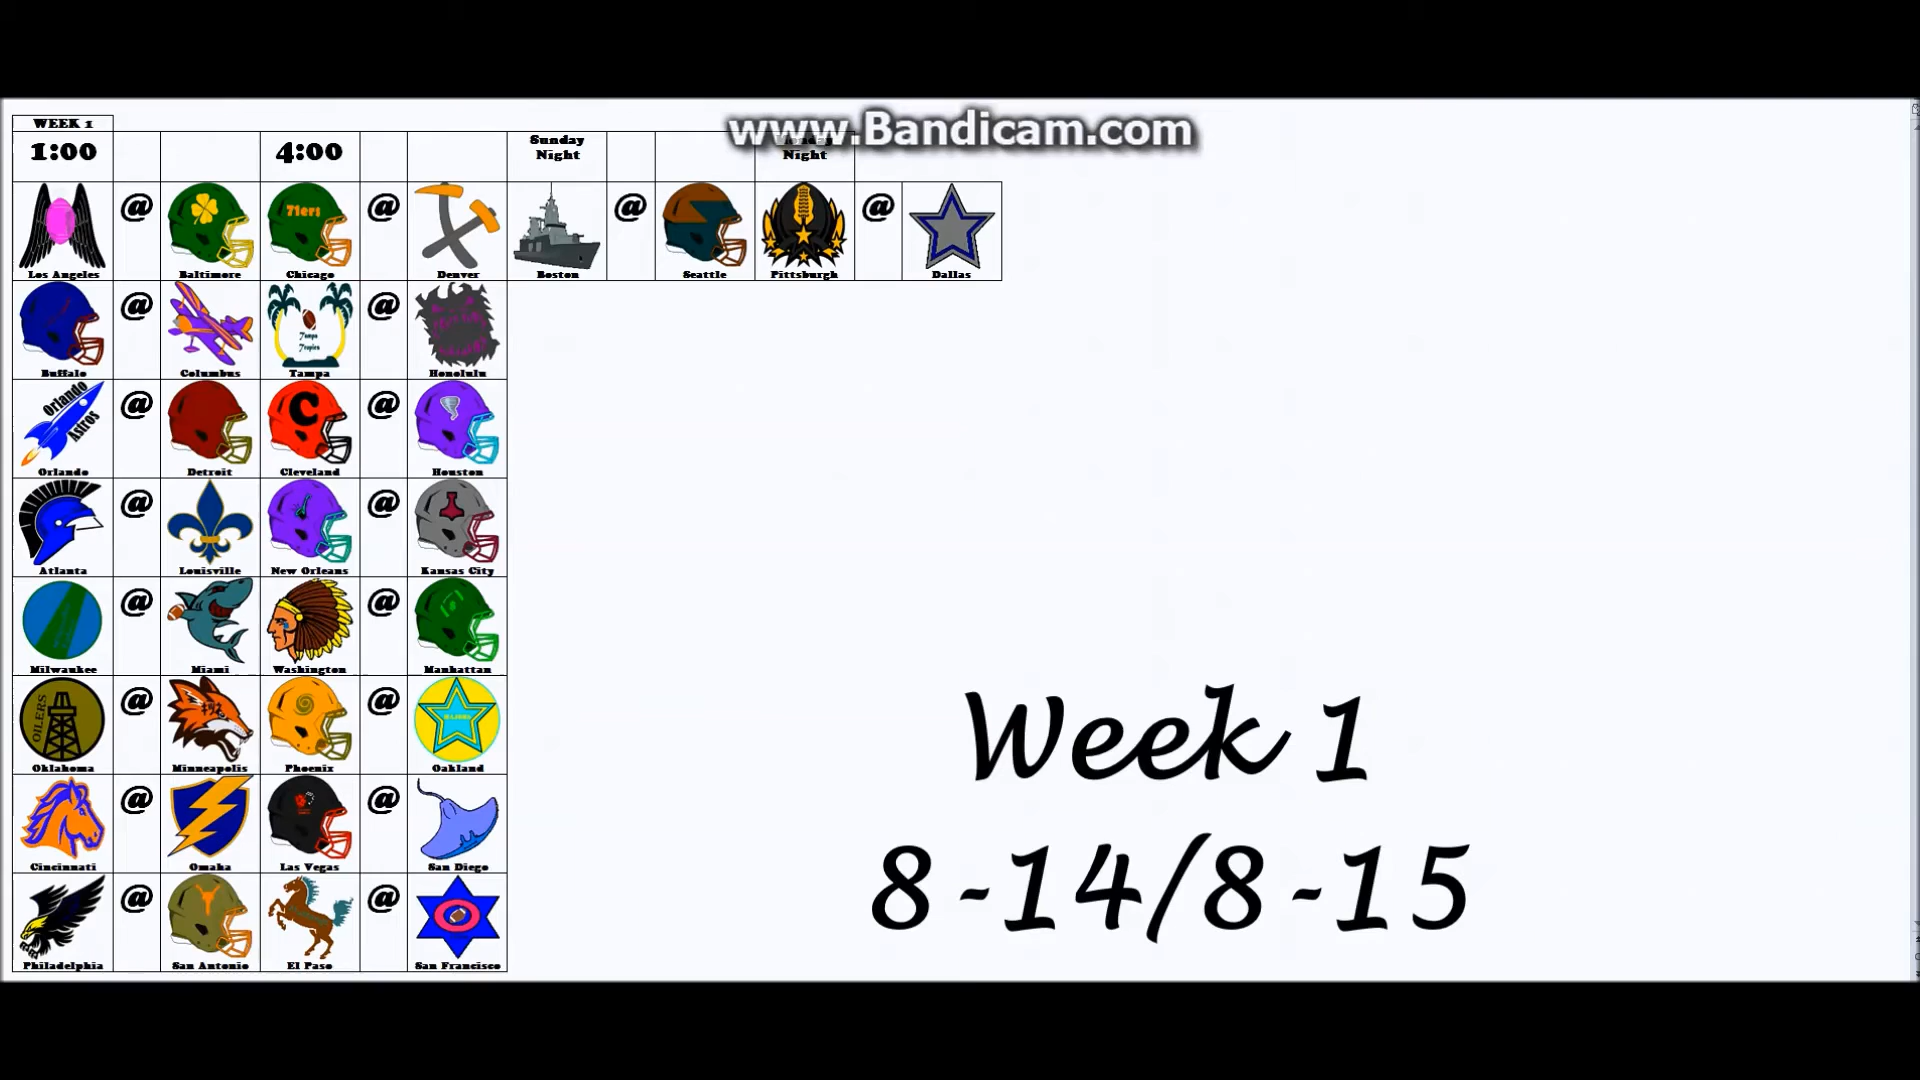 www.Bandicam.com
WEEK 1
1:00
4:00
Sunday
Night
Night
@
71ers
@
@
@
Los Angeles
Baltimore
Chicago
Denver
Boston
Seattle
Pittsburgh
Dallas
@
Tampa
Tropics
@
Buffalo
Columbus
Tampa
Honolulu
Orlando
Astros
@
C
@
Orlando
Detroit
Cleveland
Houston
@
@
Atlanta
Louisville
New Orleans
Kansas City
@
@
Milwaukee
Miami
Washington
Manhattan
OILERS
@
@
Oklahoma
Minneapolis
Phoenix
Oakland
@
@
Cincinnati
Omaha
Las Vegas
San Diego
@
@
Philadelphia
San Antonio
El Paso
San Francisco
Week 1
8-14/8-15